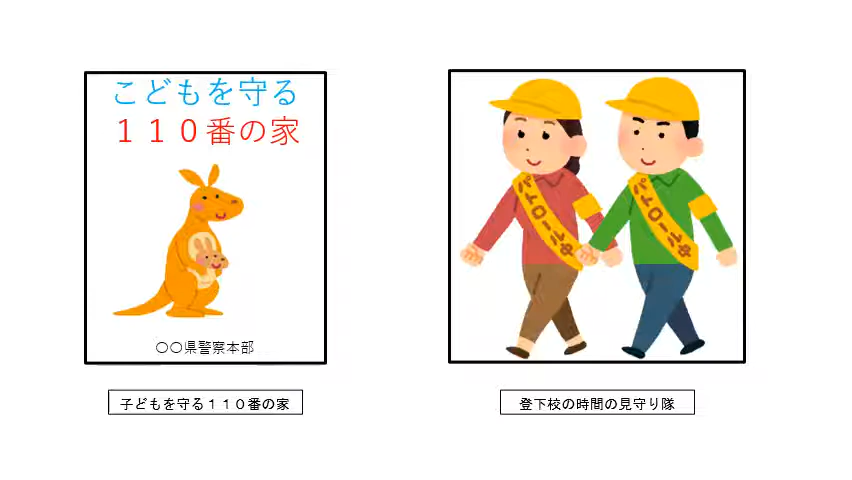 こどもを守る
１１０番の家
〇〇県警察本部
子どもを守る１１０番の家
パトロール中
パトロール中
登下校の時間の見守り隊